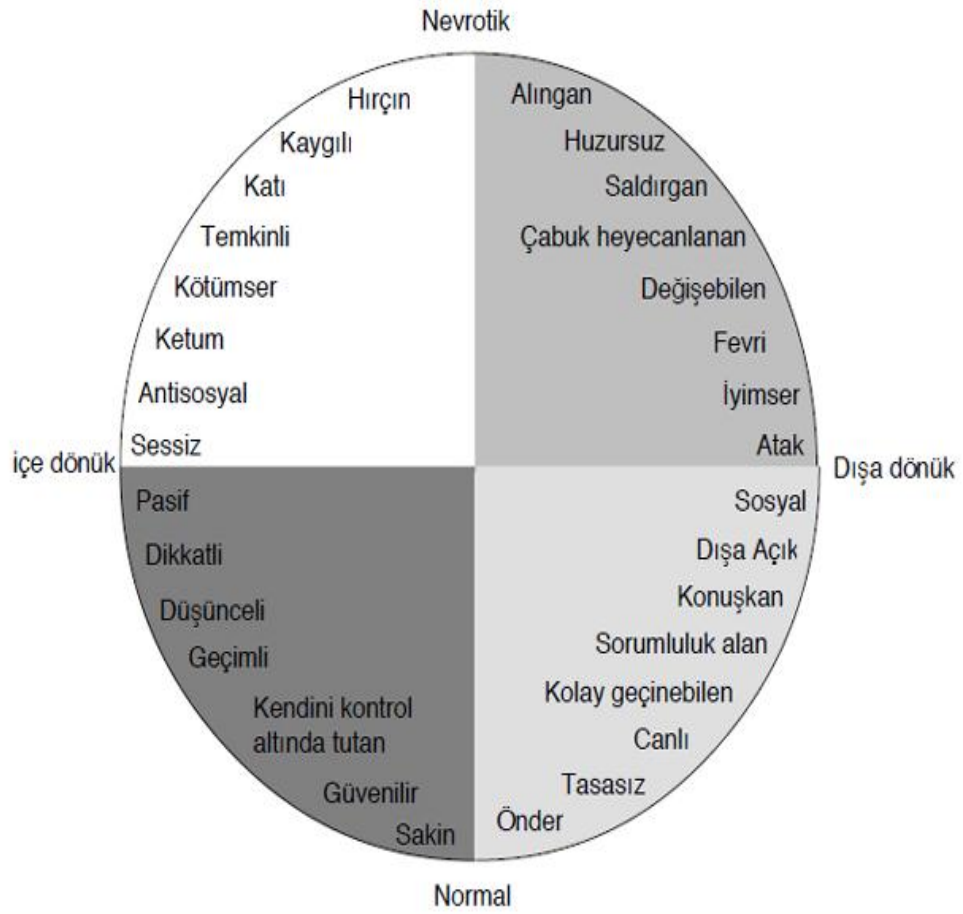 Nevrotik
Hırçın
Kaygılı
Katı
Temkinli
Kötümser
Ketum
Antisosyal
Sessiz
Alıngan
Huzursuz
Saldırgan
Çabuk heyecanlanan
Değişebilen
Fevri
İyimser
Atak
içe dönük
Dışa dönük
Pasif
Dikkatli
Düşünceli
Geçimli
Kendini kontrol
altında tutan
Güvenilir
Sakin
Sosyal
Dışa Açık
Konuşkan
Sorumluluk alan
Kolay geçinebilen
Canlı
Tasasız
Önder
Normal